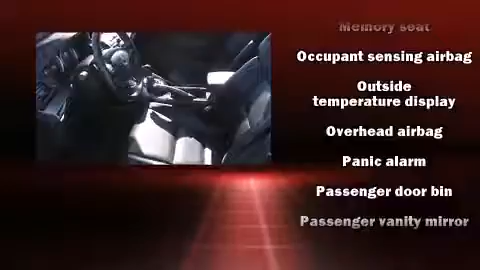 Memory seat
Occupant sensing airbag
Outside
temperature display
Overhead airbag
Panic alarm
Passenger door bin
Passenger vanity mirror